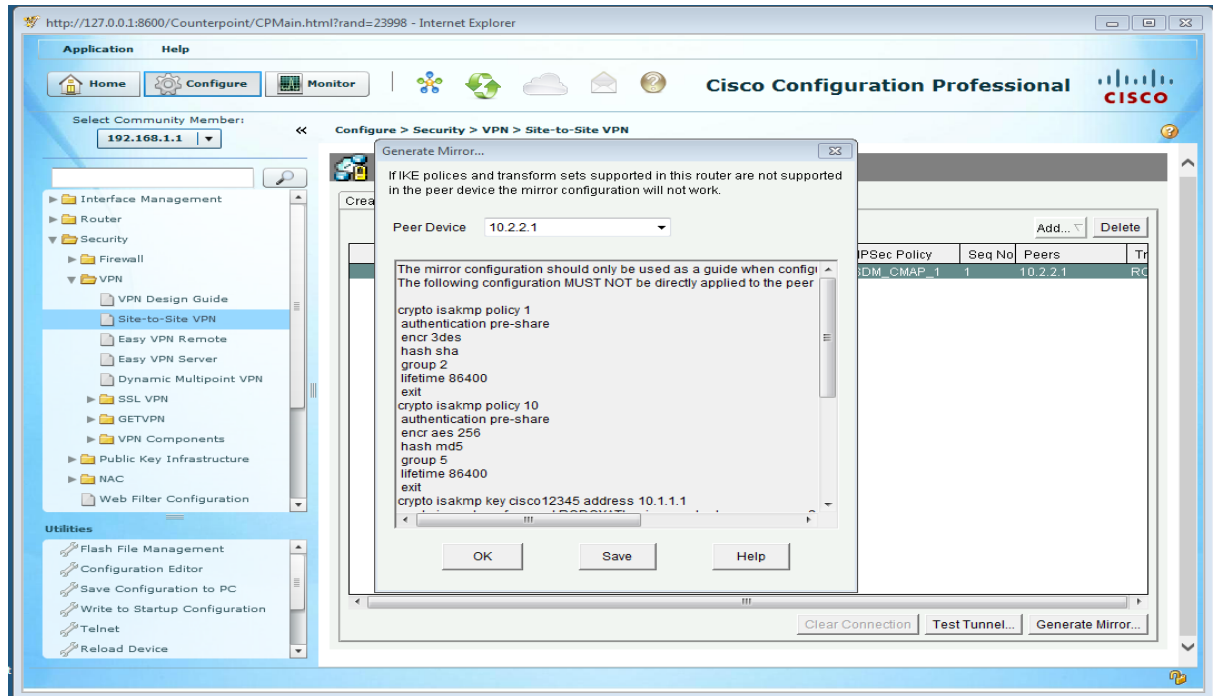 http://127.0.0.1:8600/Counterpoint/CPMain.html?rand=23998 - Internet Explorer
Application Help
Home Configure Monitor Cisco Configuration Professional CISCO
Select Community Member:
192.168.1.1
Configure > Security > VPN > Site-to-Site VPN
Interface Management
Router
Security
Firewall
VPN
VPN Design Guide
Site-to-Site VPN
Easy VPN Remote
Easy VPN Server
Dynamic Multipoint VPN
SSL VPN
GETVPN
VPN Components
Public Key Infrastructure
NAC
Web Filter Configuration
Utilities
Flash File Management
Configuration Editor
Save Configuration to PC
Write to Startup Configuration
Telnet
Reload Device
Crea
Add... Delete
IPSec Policy Seq No Peers Tr
SDM_CMAP_1 1 10.2.2.1 RC
Generate Mirror...
If IKE polices and transform sets supported in this router are not supported
in the peer device the mirror configuration will not work.
Peer Device 10.2.2.1
The mirror configuration should only be used as a guide when configu
The following configuration MUST NOT be directly applied to the peer
crypto isakmp policy 1
authentication pre-share
encr 3des
hash sha
group 2
lifetime 86400
exit
crypto isakmp policy 10
authentication pre-share
encr aes 256
hash md5
group 5
lifetime 86400
exit
crypto isakmp key cisco12345 address 10.1.1.1
OK Save Help
Clear Connection Test Tunnel... Generate Mirror...